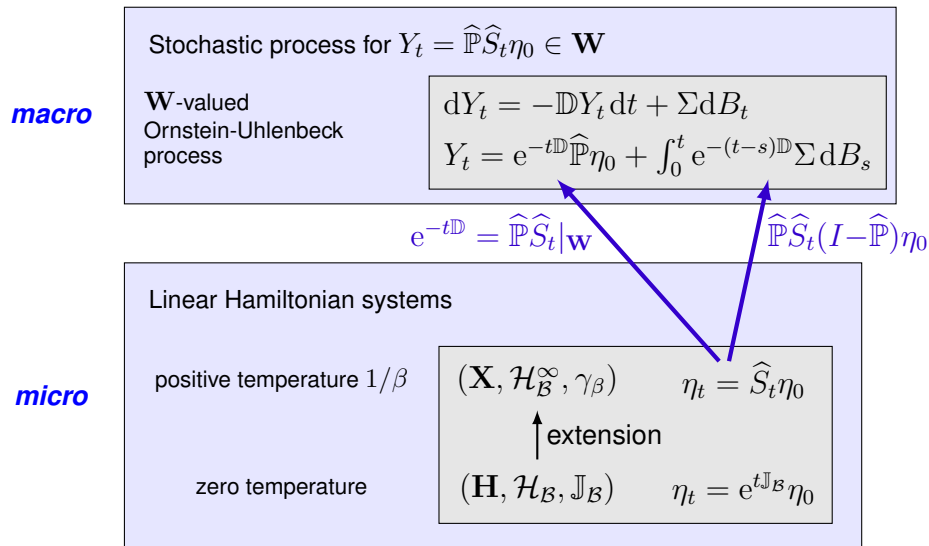 Stochastic process for $Y_t = \widehat{\mathbb{P}}\widehat{S}_t\eta_0 \in \mathbf{W}$
macro
$\mathbf{W}$-valued
Ornstein-Uhlenbeck
process
$\mathrm{d}Y_t = -\mathbb{D}Y_t\,\mathrm{d}t + \Sigma\mathrm{d}B_t$
$Y_t = \mathrm{e}^{-t\mathbb{D}}\widehat{\mathbb{P}}\eta_0 + \int_0^t \mathrm{e}^{-(t-s)\mathbb{D}}\Sigma\,\mathrm{d}B_s$
$\mathrm{e}^{-t\mathbb{D}} = \widehat{\mathbb{P}}\widehat{S}_t|_{\mathbf{W}}$
$\widehat{\mathbb{P}}\widehat{S}_t(I-\widehat{\mathbb{P}})\eta_0$
Linear Hamiltonian systems
micro
positive temperature $1/\beta$
$(\mathbf{X}, \mathcal{H}_{\mathcal{B}}^{\infty}, \gamma_\beta)$
$\eta_t = \widehat{S}_t\eta_0$
extension
zero temperature
$(\mathbf{H}, \mathcal{H}_{\mathcal{B}}, \mathbb{J}_{\mathcal{B}})$
$\eta_t = \mathrm{e}^{t\mathbb{J}_{\mathcal{B}}}\eta_0$